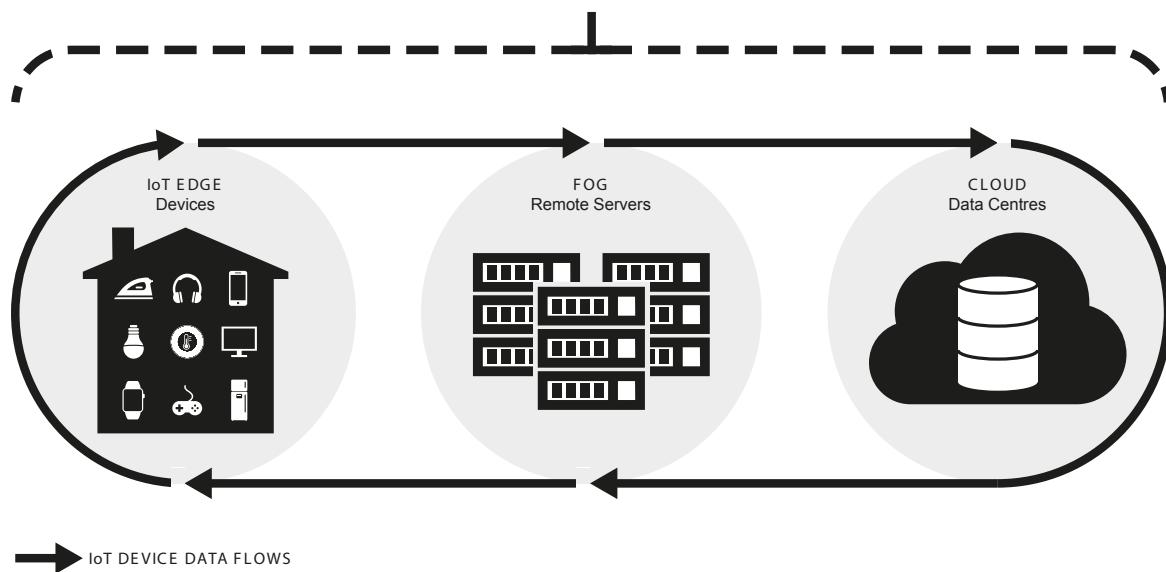 IoT EDGE
Devices
FOG
Remote Servers
CLOUD
Data Centres
IoT DEVICE DATA FLOWS